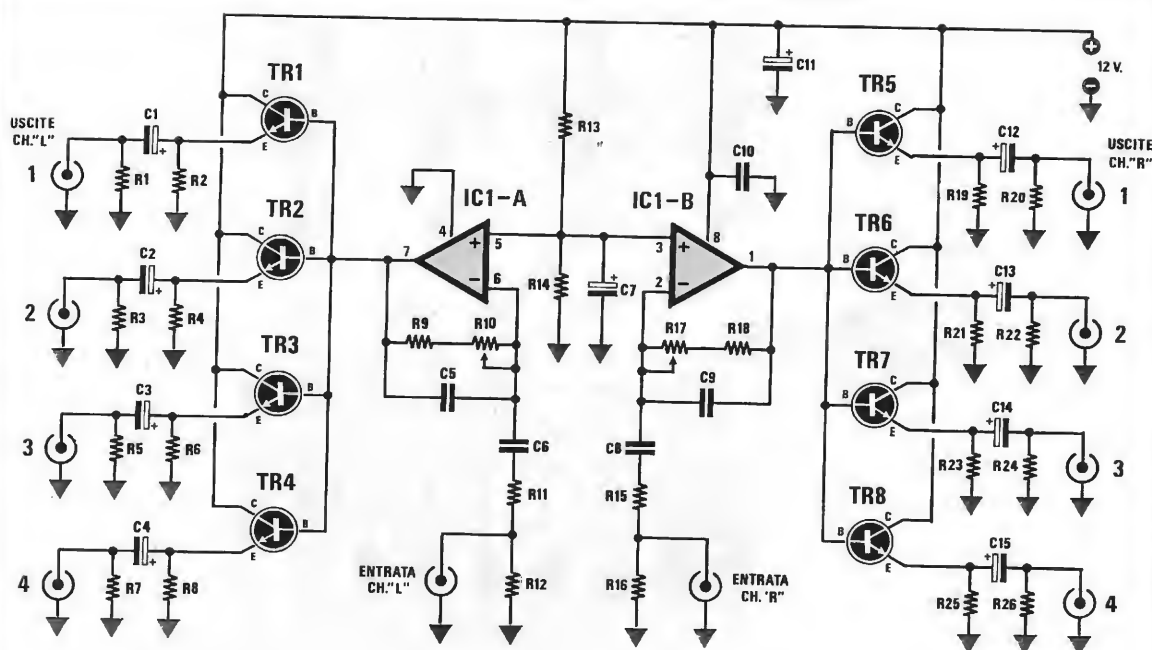 TR1
C
B
E
C1
+
USCITE
CH."L"
1
R1
R2
TR2
C
B
E
C2
+
2
R3
R4
TR3
C
B
E
C3
+
3
R5
R6
TR4
C
B
E
C4
+
4
R7
R8
IC1-A
4
+
5
7
−
6
R9
R10
C5
C6
R11
ENTRATA
CH."L"
R12
R13
R14
+
C7
C10
+
C11
+
12 V.
−
IC1-B
3
+
8
1
2
−
R17
R18
C9
C8
R15
R16
ENTRATA
CH.'R"
TR5
C
B
E
C12
+
USCITE
CH."R"
1
R19
R20
TR6
C
B
E
C13
+
2
R21
R22
TR7
C
B
E
C14
+
3
R23
R24
TR8
C
B
E
C15
+
4
R25
R26